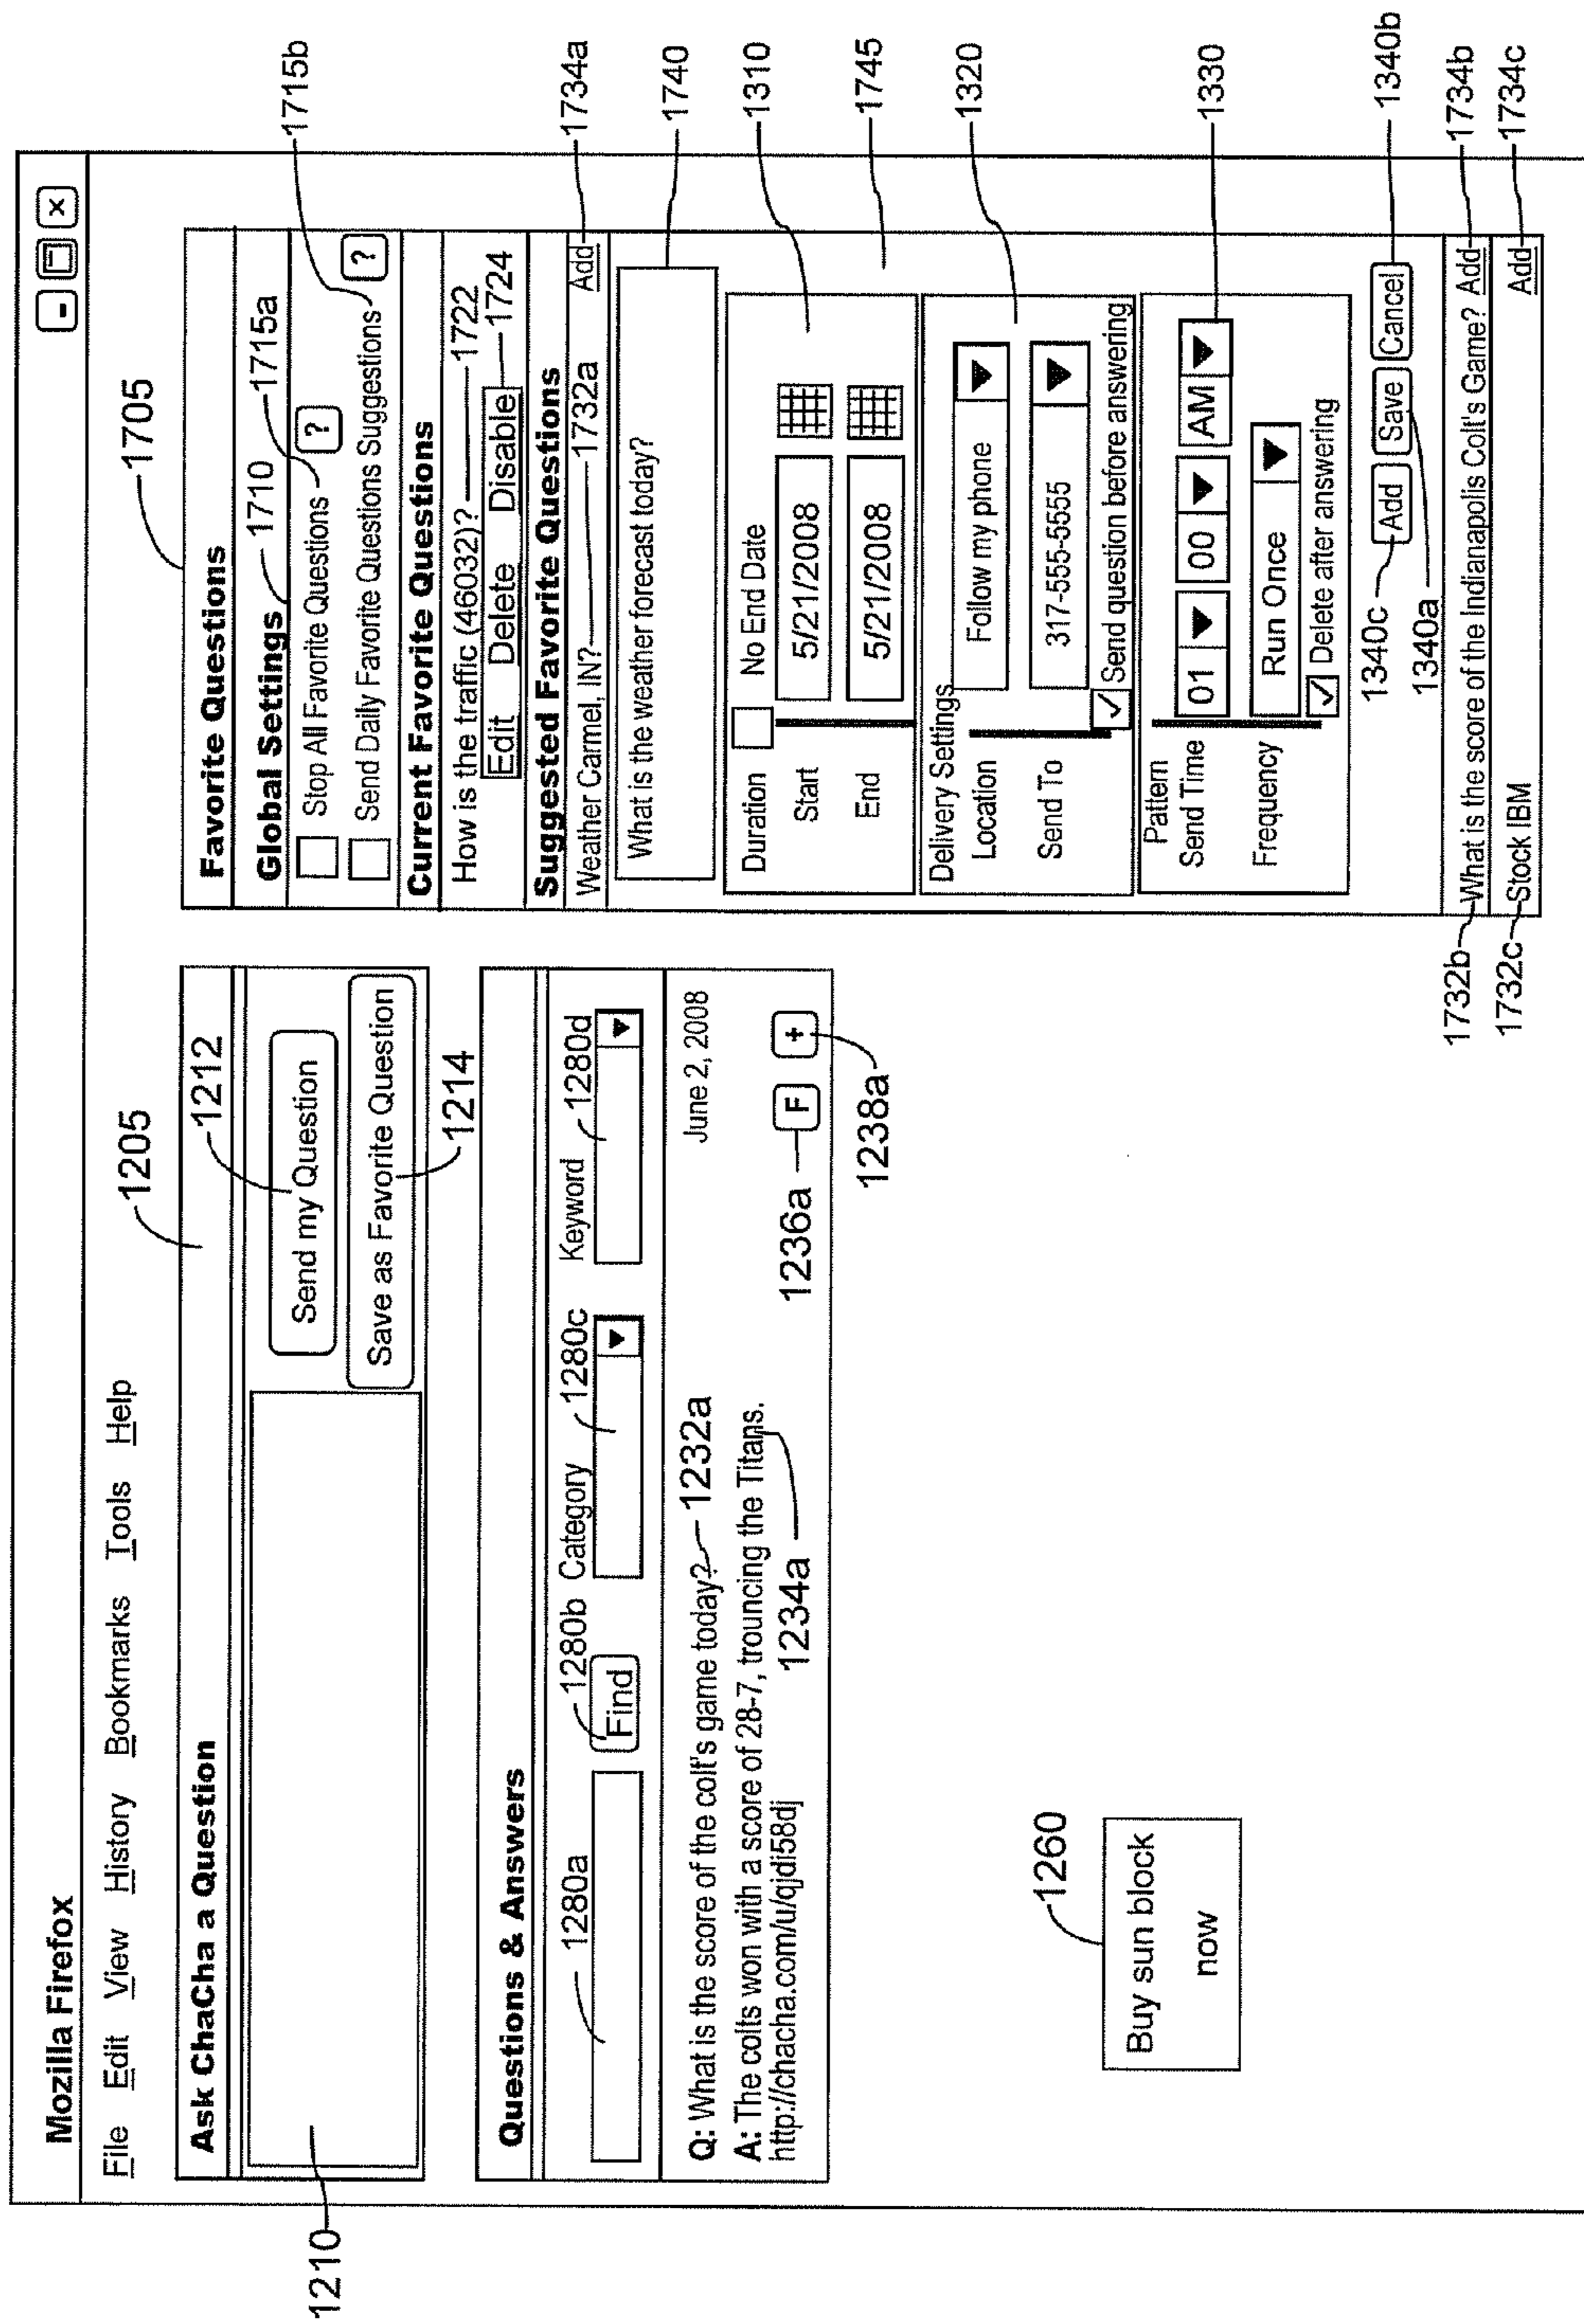 Mozilla Firefox
File Edit View History Bookmarks Tools Help
1205
1705
Ask ChaCha a Question
1210
1212
Send my Question
Save as Favorite Question
1214
Questions & Answers
1280a
1280b
Find
Category
1280c
Keyword
1280d
Q: What is the score of the colt's game today?
1232a
June 2, 2008
A: The colts won with a score of 28-7, trouncing the Titans.
http://chacha.com/u/qjdi58dj
1234a
1236a
F
+
1238a
1260
Buy sun block
now
Favorite Questions
Global Settings
1710
1715a
Stop All Favorite Questions
?
Send Daily Favorite Questions Suggestions
?
1715b
Current Favorite Questions
How is the traffic (46032)?
1722
Edit Delete Disable
1724
Suggested Favorite Questions
Weather Carmel, IN?
1732a
Add
1734a
What is the weather forecast today?
1740
Duration
No End Date
1310
Start
5/21/2008
End
5/21/2008
1745
Delivery Settings
Location
Follow my phone
1320
Send To
317-555-5555
✓ Send question before answering
Pattern
Send Time
01 00 AM
1330
Frequency
Run Once
✓ Delete after answering
1340c
Add
Save
Cancel
1340b
1340a
1732b
What is the score of the Indianapolis Colt's Game?
Add
1734b
1732c
Stock IBM
Add
1734c